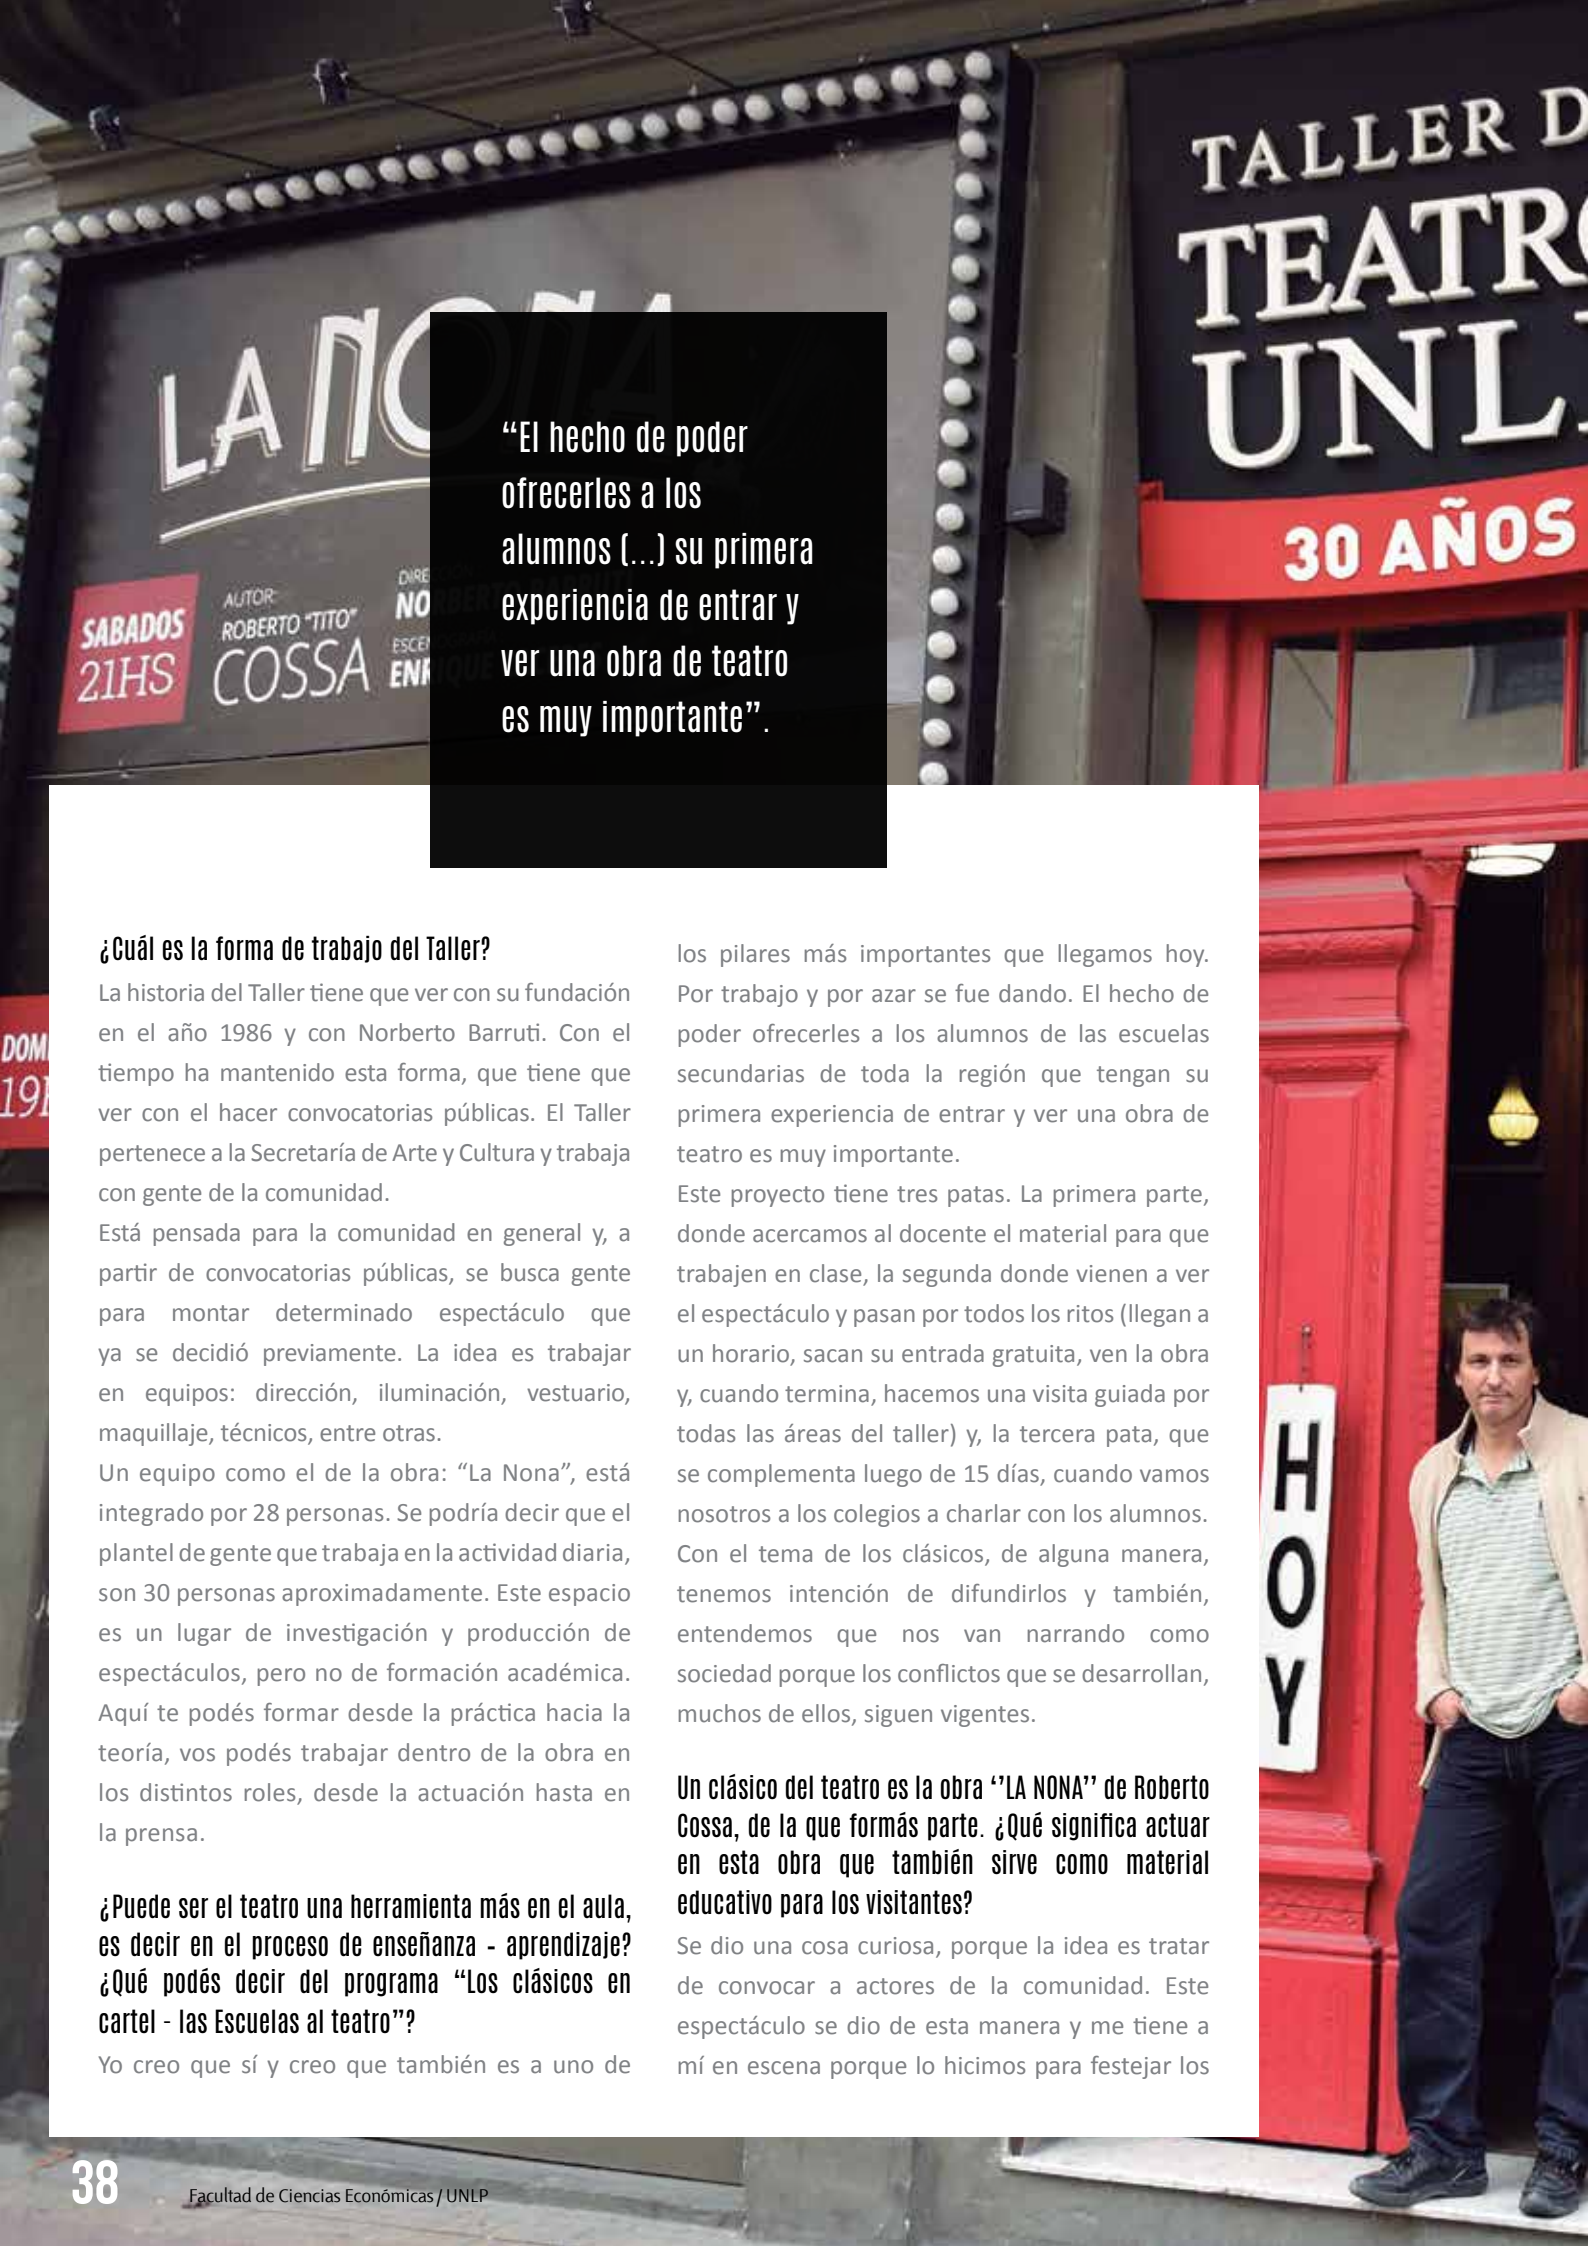 TALLER D
TEATRO
UNL
30 AÑOS
LA NONA
SABADOS
21HS
AUTOR:
ROBERTO "TITO"
COSSA
“El hecho de poder
ofrecerles a los
alumnos (...) su primera
experiencia de entrar y
ver una obra de teatro
es muy importante”.
¿Cuál es la forma de trabajo del Taller?
La historia del Taller tiene que ver con su fundación
en el año 1986 y con Norberto Barruti. Con el
tiempo ha mantenido esta forma, que tiene que
ver con el hacer convocatorias públicas. El Taller
pertenece a la Secretaría de Arte y Cultura y trabaja
con gente de la comunidad.
Está pensada para la comunidad en general y, a
partir de convocatorias públicas, se busca gente
para montar determinado espectáculo que
ya se decidió previamente. La idea es trabajar
en equipos: dirección, iluminación, vestuario,
maquillaje, técnicos, entre otras.
Un equipo como el de la obra: “La Nona”, está
integrado por 28 personas. Se podría decir que el
plantel de gente que trabaja en la actividad diaria,
son 30 personas aproximadamente. Este espacio
es un lugar de investigación y producción de
espectáculos, pero no de formación académica.
Aquí te podés formar desde la práctica hacia la
teoría, vos podés trabajar dentro de la obra en
los distintos roles, desde la actuación hasta en
la prensa.
¿Puede ser el teatro una herramienta más en el aula,
es decir en el proceso de enseñanza - aprendizaje?
¿Qué podés decir del programa “Los clásicos en
cartel - las Escuelas al teatro”?
Yo creo que sí y creo que también es a uno de
los pilares más importantes que llegamos hoy.
Por trabajo y por azar se fue dando. El hecho de
poder ofrecerles a los alumnos de las escuelas
secundarias de toda la región que tengan su
primera experiencia de entrar y ver una obra de
teatro es muy importante.
Este proyecto tiene tres patas. La primera parte,
donde acercamos al docente el material para que
trabajen en clase, la segunda donde vienen a ver
el espectáculo y pasan por todos los ritos (llegan a
un horario, sacan su entrada gratuita, ven la obra
y, cuando termina, hacemos una visita guiada por
todas las áreas del taller) y, la tercera pata, que
se complementa luego de 15 días, cuando vamos
nosotros a los colegios a charlar con los alumnos.
Con el tema de los clásicos, de alguna manera,
tenemos intención de difundirlos y también,
entendemos que nos van narrando como
sociedad porque los conflictos que se desarrollan,
muchos de ellos, siguen vigentes.
Un clásico del teatro es la obra ‘’LA NONA’’ de Roberto
Cossa, de la que formás parte. ¿Qué significa actuar
en esta obra que también sirve como material
educativo para los visitantes?
Se dio una cosa curiosa, porque la idea es tratar
de convocar a actores de la comunidad. Este
espectáculo se dio de esta manera y me tiene a
mí en escena porque lo hicimos para festejar los
DOM
19
HOY
38
Facultad de Ciencias Económicas / UNLP